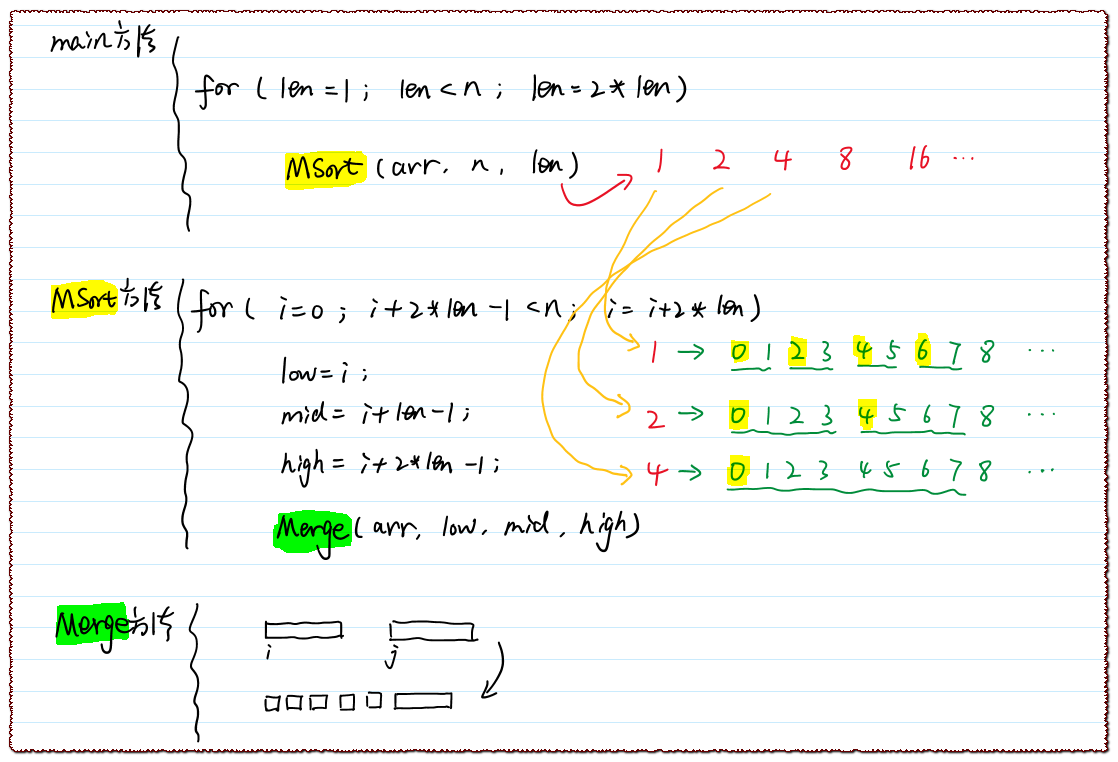 main方法
for ( len=1 ; len<n ; len=2*len)
MSort (arr, n, len) 1 2 4 8 16 ...
MSort方法
for ( i=0 ; i+2*len-1<n; i= i+2*len)
1 → 0 1 2 3 4 5 6 7 8 ...
low=i ;
mid= i+len-1;
2 → 0 1 2 3 4 5 6 7 8 ...
high= i+2*len-1;
4 → 0 1 2 3 4 5 6 7 8 ...
Merge(arr, low, mid, high)
Merge方法
i j